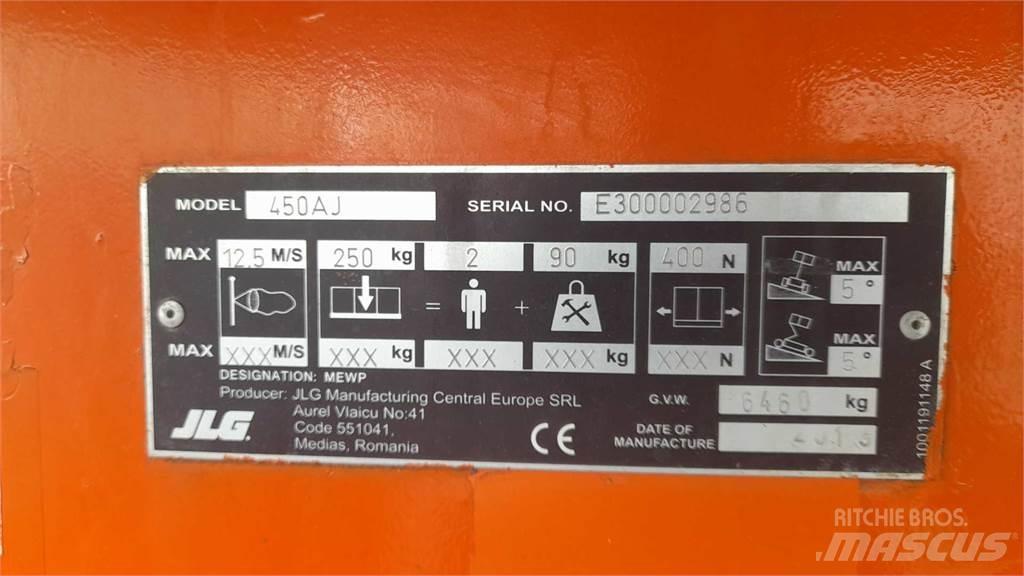 MODEL 450AJ SERIAL NO. E300002986
MAX 12.5 M/S 250 kg 2 90 kg 400 N
MAX 5°
= +
MAX 5°
MAX XXX M/S XXX kg XXX XXX kg XXX N
DESIGNATION: MEWP
Producer: JLG Manufacturing Central Europe SRL
Aurel Vlaicu No:41
Code 551041,
Medias, Romania
JLG.
CE
G.V.W. 6460 kg
DATE OF
MANUFACTURE
1001191148 A
RITCHIE BROS.
MASCUS